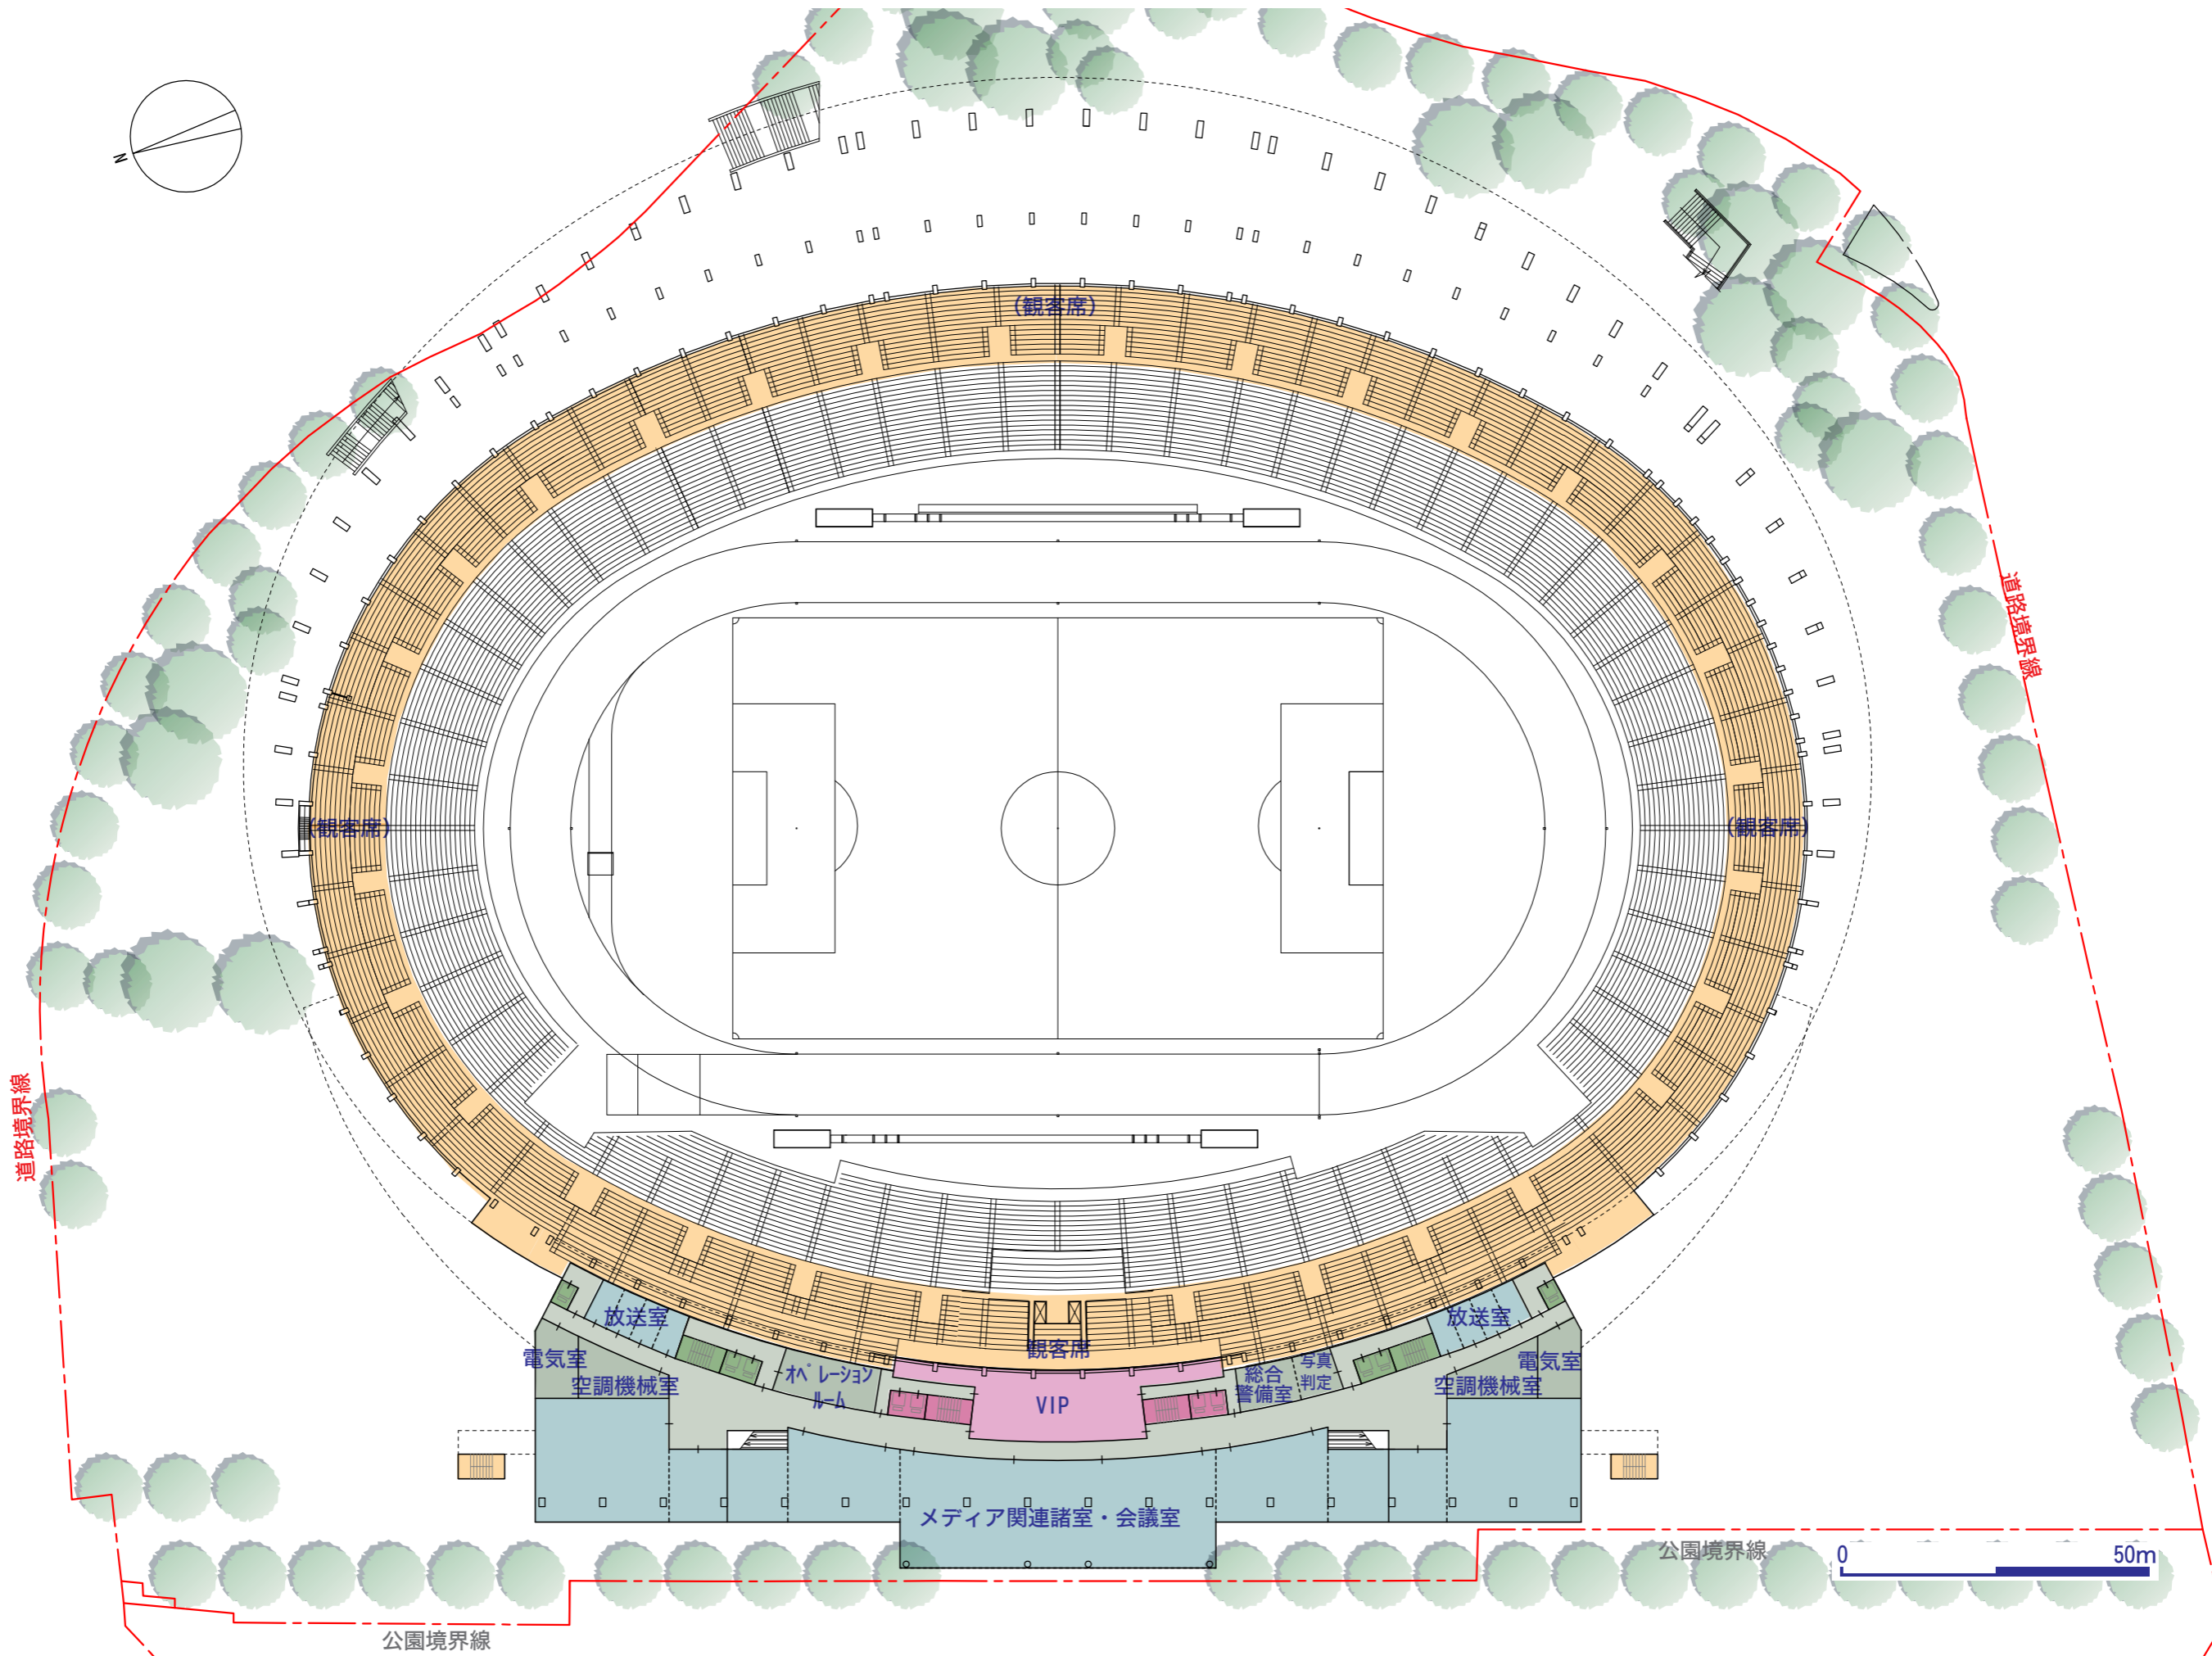 N
(観客席)
道路境界線
(観客席)
(観客席)
道路境界線
放送室
放送室
観客席
電気室
電気室
空調機械室
空調機械室
オペレーション
ルーム
総合
警備室
写真
判定
VIP
メディア関連諸室・会議室
公園境界線
0
50m
公園境界線